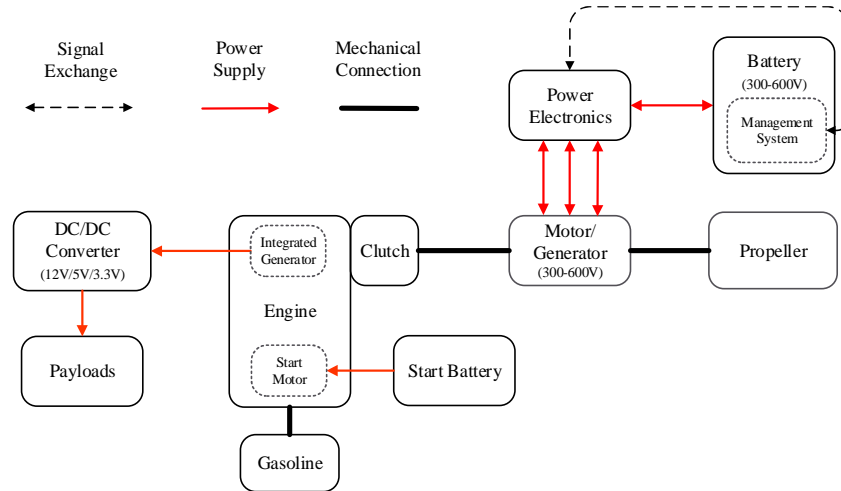 Signal
Exchange
Power
Supply
Mechanical
Connection
Power
Electronics
Battery
(300-600V)
Management
System
DC/DC
Converter
(12V/5V/3.3V)
Integrated
Generator
Clutch
Motor/
Generator
(300-600V)
Propeller
Engine
Payloads
Start
Motor
Start Battery
Gasoline